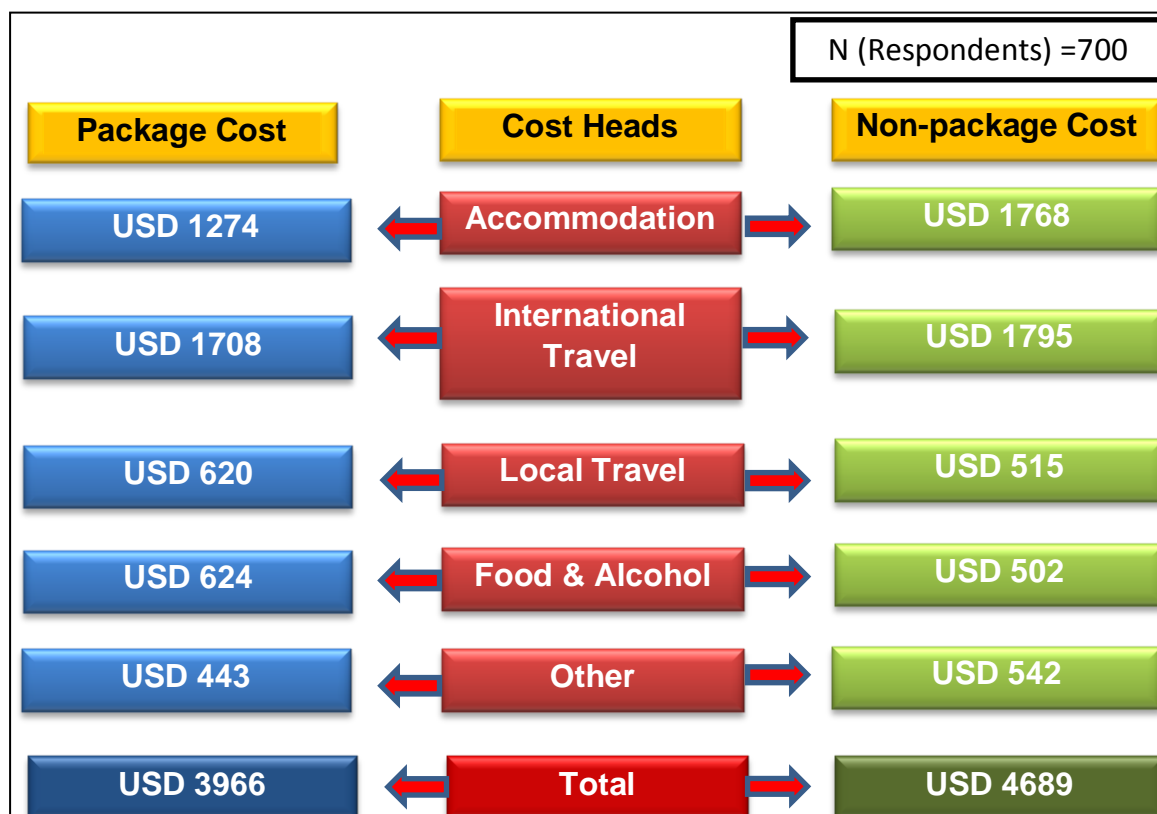 N (Respondents) =700
Package Cost
Cost Heads
Non-package Cost
USD 1274
Accommodation
USD 1768
USD 1708
International
Travel
USD 1795
USD 620
Local Travel
USD 515
USD 624
Food & Alcohol
USD 502
USD 443
Other
USD 542
USD 3966
Total
USD 4689